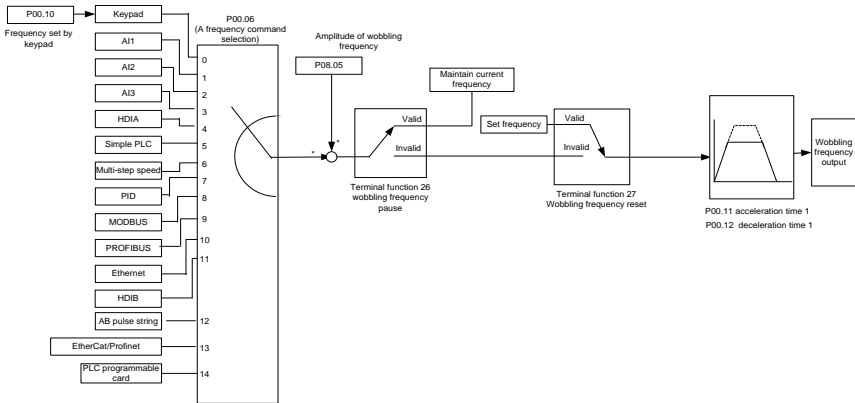 P00.10
Frequency set by
keypad
Keypad
AI1
AI2
AI3
HDIA
Simple PLC
Multi-step speed
PID
MODBUS
PROFIBUS
Ethernet
HDIB
AB pulse string
EtherCat/Profinet
PLC programmable
card
P00.06
(A frequency command
selection)
0
1
2
3
4
5
6
7
8
9
10
11
12
13
14
Amplitude of wobbling
frequency
P08.05
*
*
Maintain current
frequency
Valid
Invalid
Terminal function 26
wobbling frequency
pause
Set frequency
Valid
Invalid
Terminal function 27
Wobbling frequency reset
P00.11 acceleration time 1
P00.12 deceleration time 1
Wobbling
frequency
output